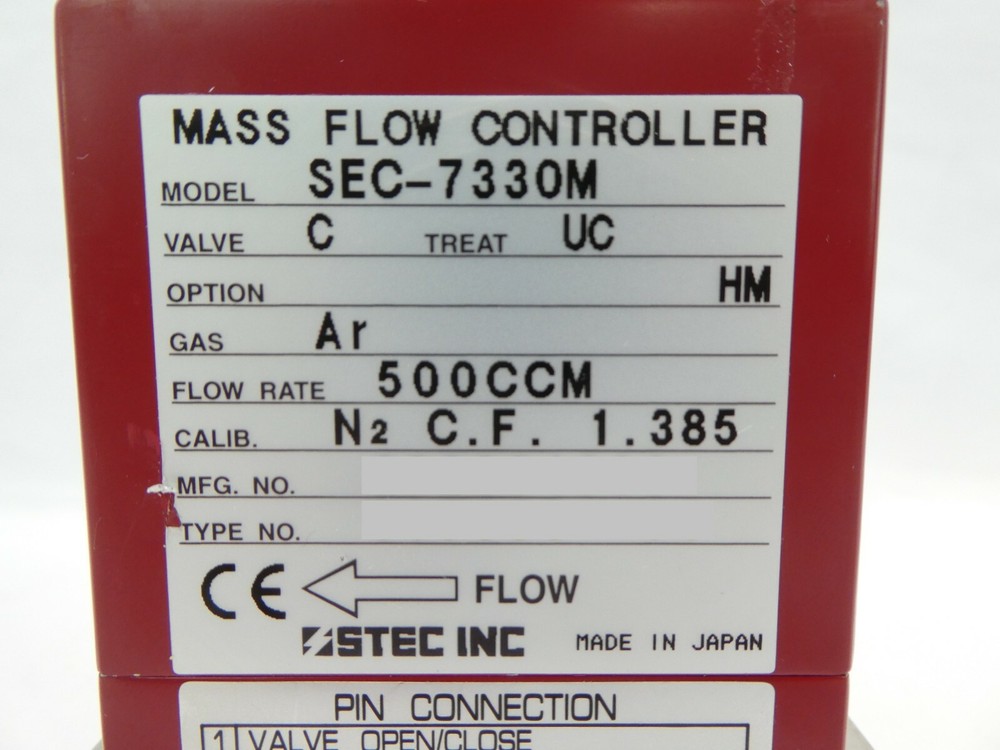 MASS FLOW CONTROLLER
MODEL SEC-7330M
VALVE C TREAT UC
OPTION HM
GAS Ar
FLOW RATE 500CCM
CALIB. N2 C.F. 1.385
MFG. NO.
TYPE NO.
CE FLOW
STEC INC MADE IN JAPAN
PIN CONNECTION
1 VALVE OPEN/CLOSE